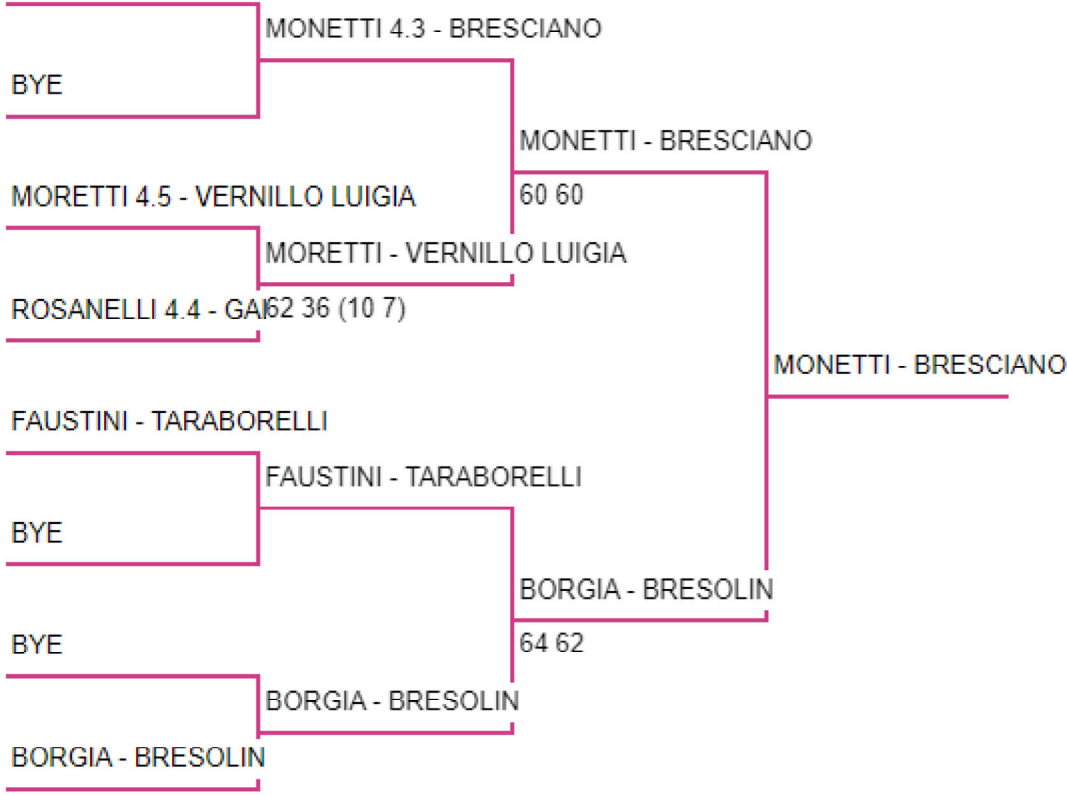 MONETTI 4.3 - BRESCIANO
BYE
MONETTI - BRESCIANO
MORETTI 4.5 - VERNILLO LUIGIA
60 60
MORETTI - VERNILLO LUIGIA
ROSANELLI 4.4 - GAI
62 36 (10 7)
MONETTI - BRESCIANO
FAUSTINI - TARABORELLI
FAUSTINI - TARABORELLI
BYE
BORGIA - BRESOLIN
BYE
64 62
BORGIA - BRESOLIN
BORGIA - BRESOLIN